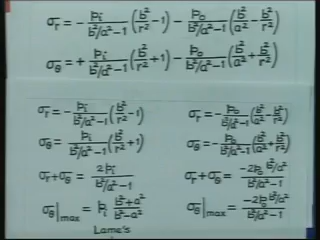 σr = - pi/(b²/a²-1) (b²/r² - 1) - po/(b²/a²-1) (b²/a² - b²/r²)
σθ = + pi/(b²/a²-1) (b²/r² + 1) - po/(b²/a²-1) (b²/a² + b²/r²)
σr = - pi/(b²/a²-1) (b²/r² - 1)
σr = - po/(b²/a²-1) (b²/a² - b²/r²)
σθ = pi/(b²/a²-1) (b²/r² + 1)
σθ = - po/(b²/a²-1) (b²/a² + b²/r²)
σr + σθ = 2pi/(b²/a²-1)
σr + σθ = -2po b²/a²/(b²/a²-1)
σθ|max = pi (b²+a²)/(b²-a²)
σθ|max = -2po b²/a²/(b²/a²-1)
Lame's